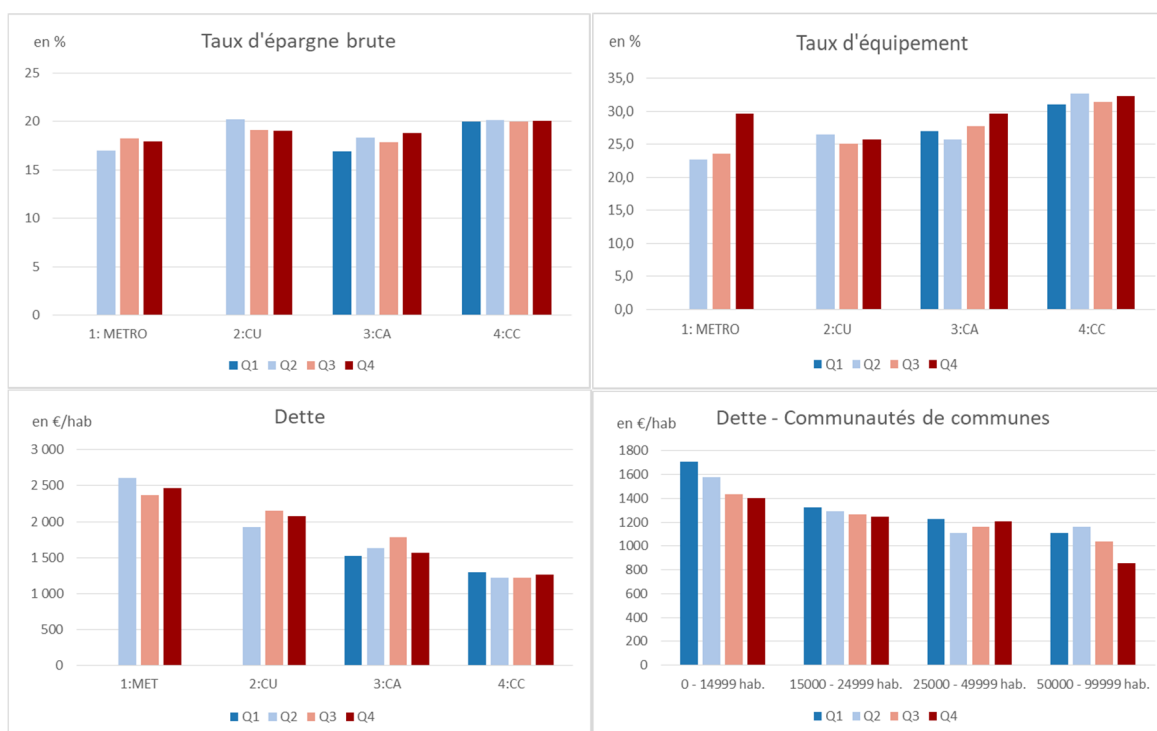 Taux d'épargne brute
en %
25
20
15
10
5
0
1: METRO 2:CU 3:CA 4:CC
Q1 Q2 Q3 Q4
Taux d'équipement
en %
35,0
30,0
25,0
20,0
15,0
10,0
5,0
0,0
1: METRO 2:CU 3:CA 4:CC
Q1 Q2 Q3 Q4
Dette
en €/hab
3 000
2 500
2 000
1 500
1 000
500
0
1:MET 2:CU 3:CA 4:CC
Q1 Q2 Q3 Q4
Dette - Communautés de communes
en €/hab
1800
1600
1400
1200
1000
800
600
400
200
0
0 - 14999 hab. 15000 - 24999 hab. 25000 - 49999 hab. 50000 - 99999 hab.
Q1 Q2 Q3 Q4